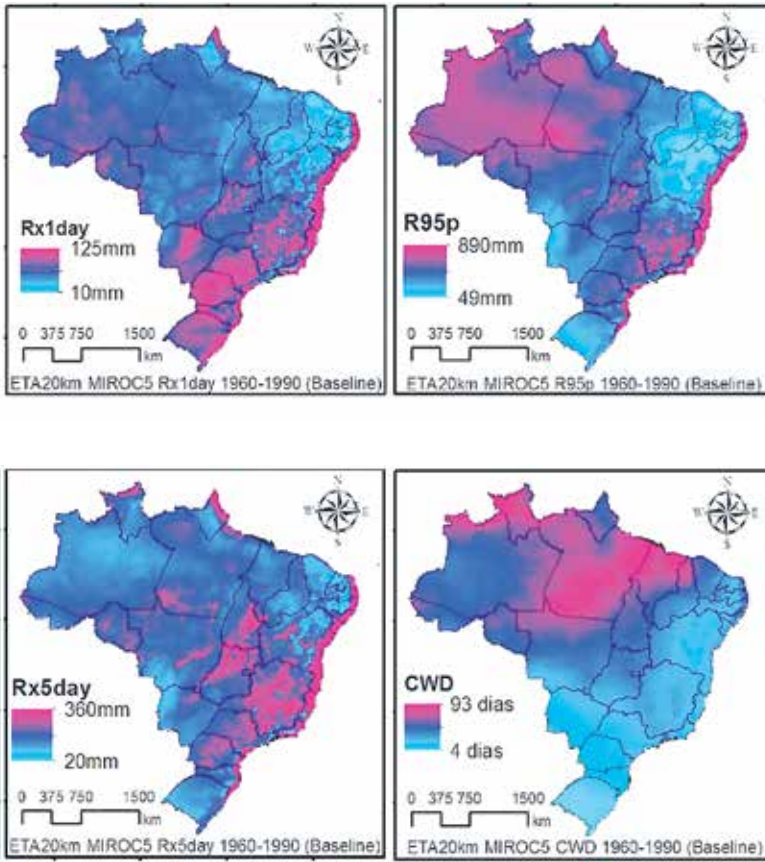 N
W E
S
Rx1day
125mm
10mm
0 375 750 1500
km
ETA20km MIROC5 Rx1day 1960-1990 (Baseline)
N
W E
S
R95p
890mm
49mm
0 375 750 1500
km
ETA20km MIROC5 R95p 1960-1990 (Baseline)
N
W E
S
Rx5day
360mm
20mm
0 375 750 1500
km
ETA20km MIROC5 Rx5day 1960-1990 (Baseline)
N
W E
S
CWD
93 dias
4 dias
0 375 750 1500
km
ETA20km MIROC5 CWD 1960-1990 (Baseline)